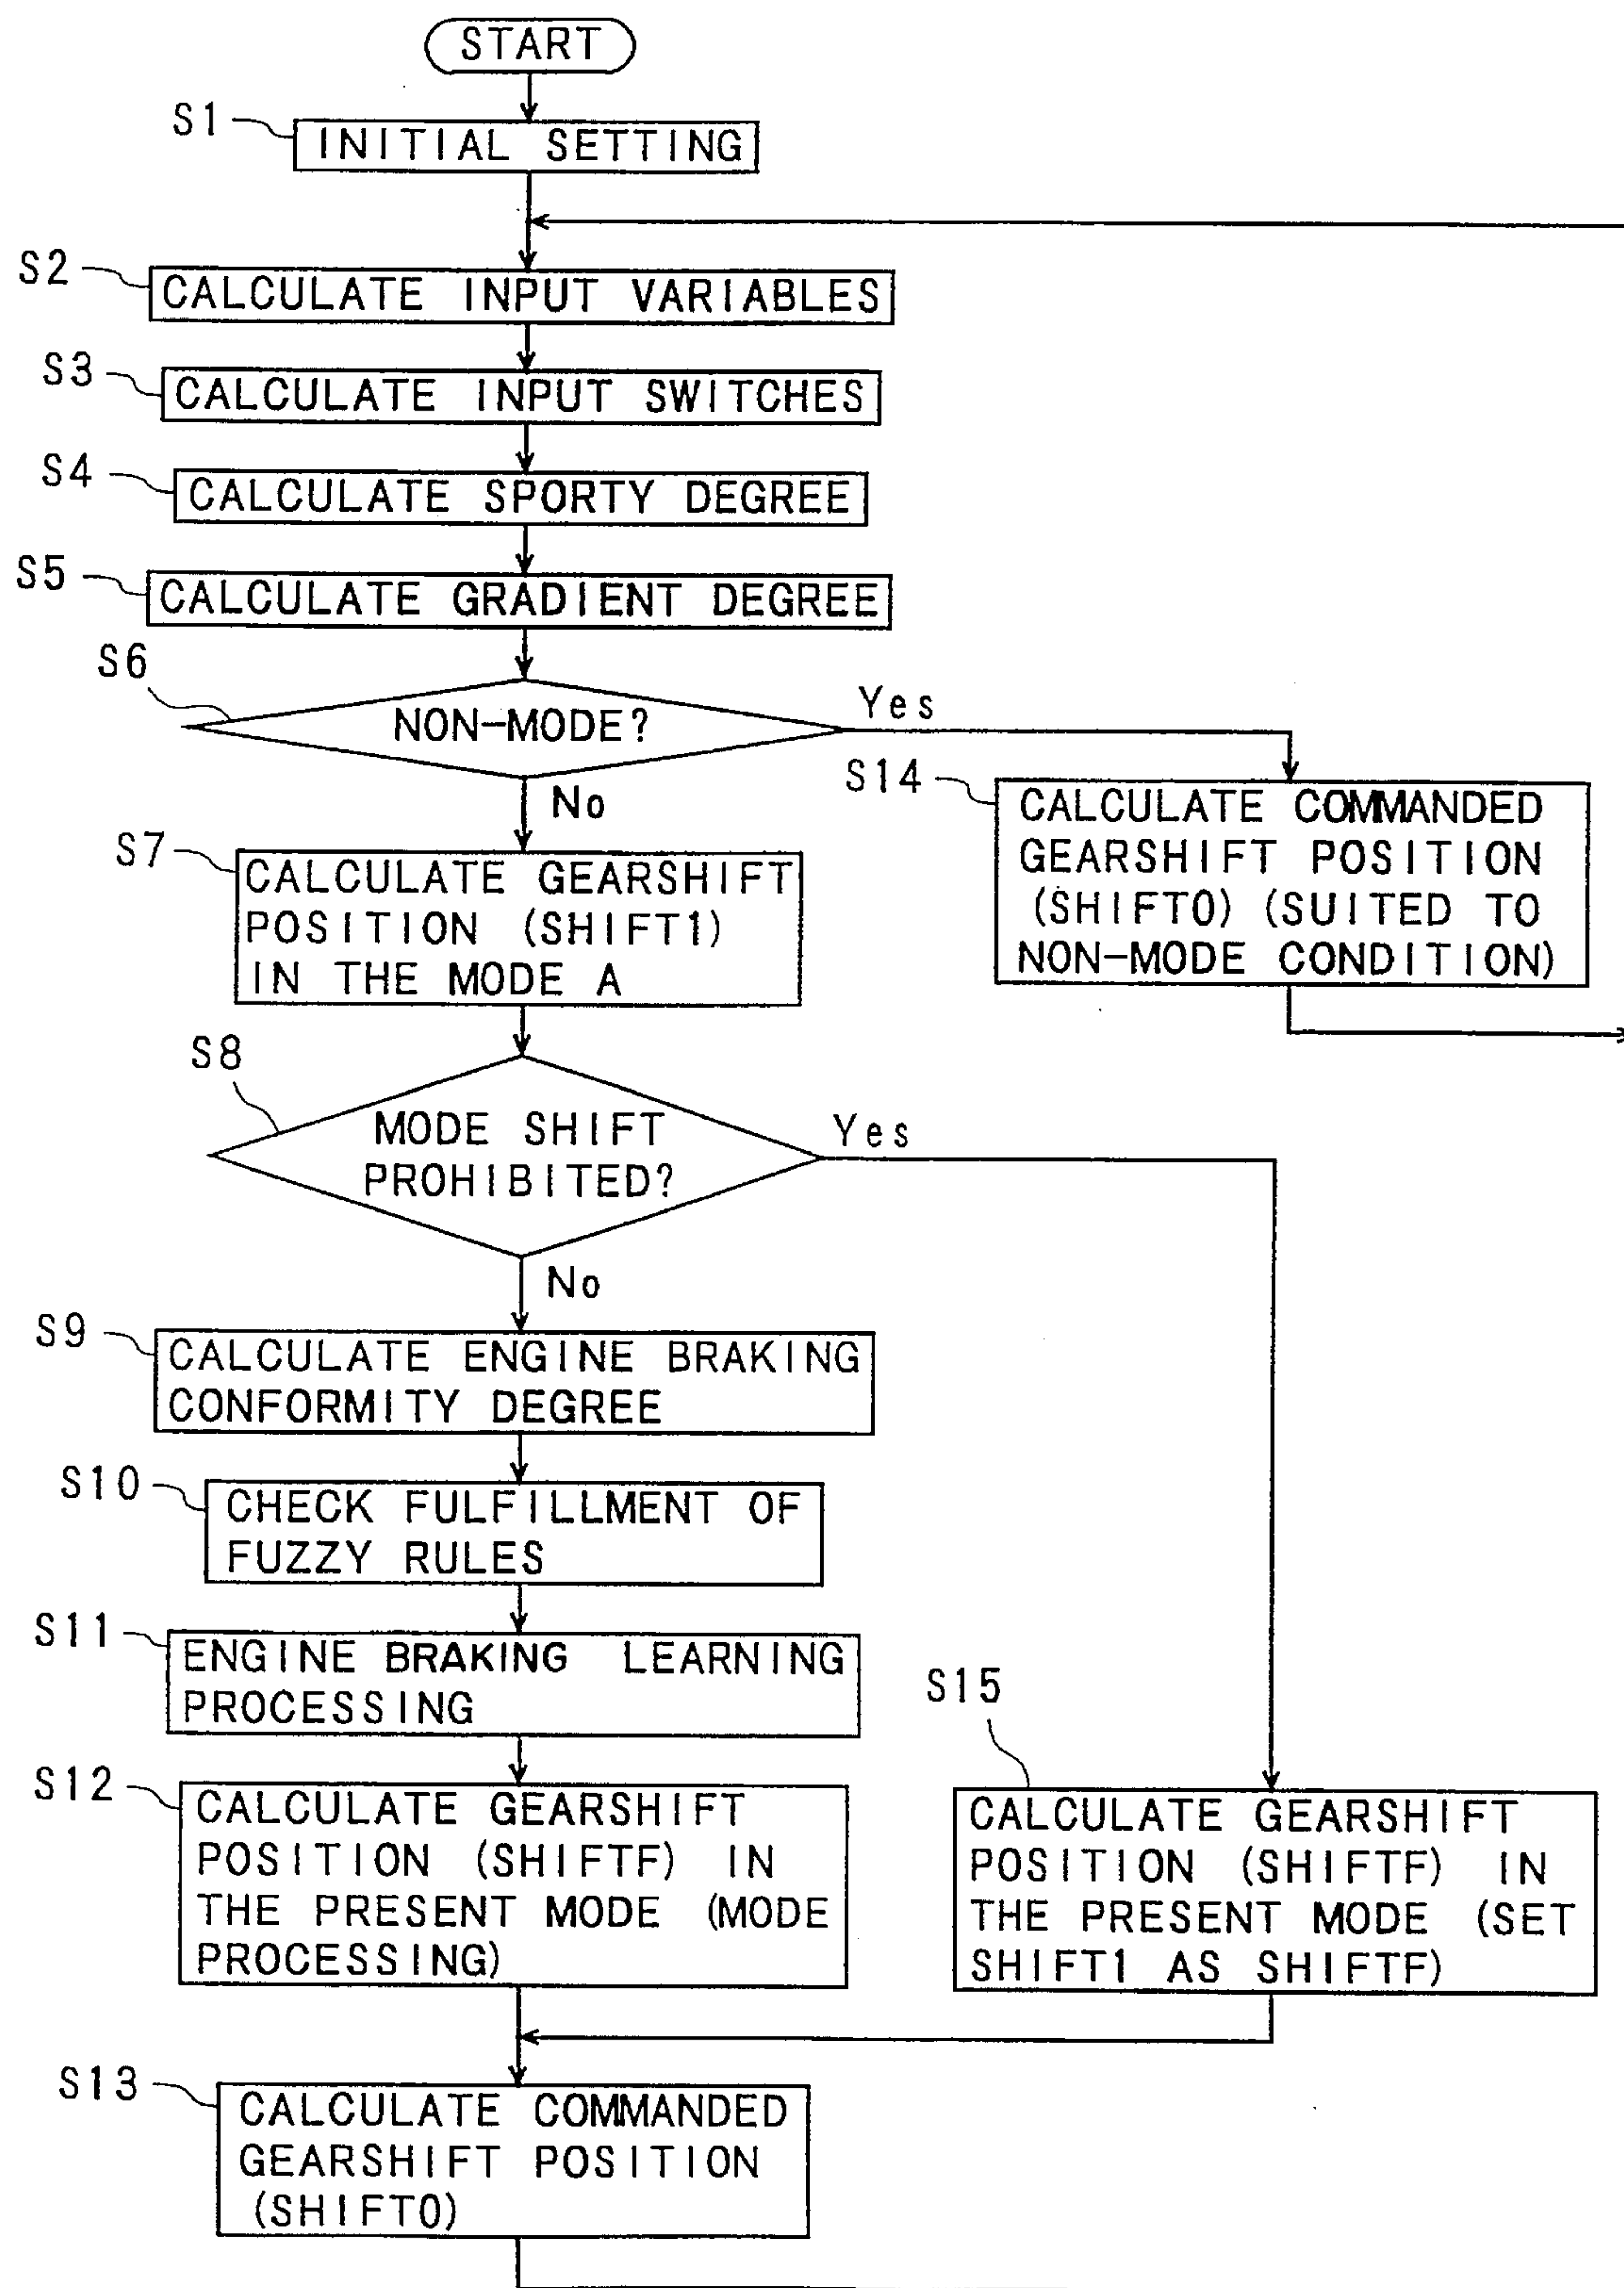 START
S1
INITIAL SETTING
S2
CALCULATE INPUT VARIABLES
S3
CALCULATE INPUT SWITCHES
S4
CALCULATE SPORTY DEGREE
S5
CALCULATE GRADIENT DEGREE
S6
NON-MODE?
Yes
No
S14
CALCULATE COMMANDED
GEARSHIFT POSITION
(SHIFT0) (SUITED TO
NON-MODE CONDITION)
S7
CALCULATE GEARSHIFT
POSITION (SHIFT1)
IN THE MODE A
S8
MODE SHIFT
PROHIBITED?
Yes
No
S9
CALCULATE ENGINE BRAKING
CONFORMITY DEGREE
S10
CHECK FULFILLMENT OF
FUZZY RULES
S11
ENGINE BRAKING LEARNING
PROCESSING
S12
CALCULATE GEARSHIFT
POSITION (SHIFTF) IN
THE PRESENT MODE (MODE
PROCESSING)
S15
CALCULATE GEARSHIFT
POSITION (SHIFTF) IN
THE PRESENT MODE (SET
SHIFT1 AS SHIFTF)
S13
CALCULATE COMMANDED
GEARSHIFT POSITION
(SHIFT0)